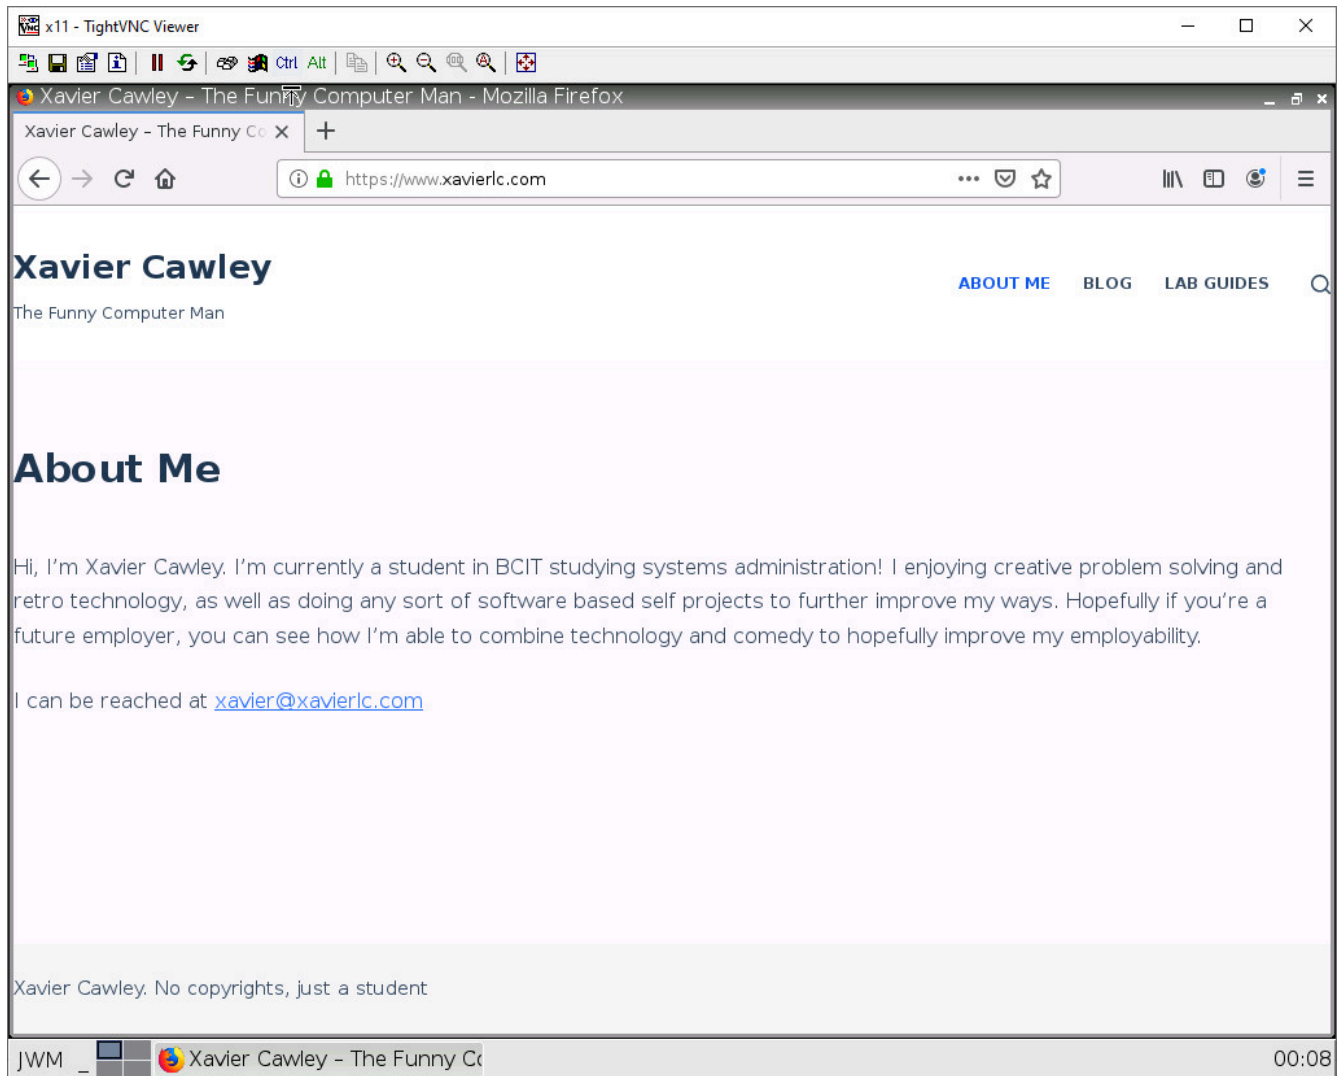 x11 - TightVNC Viewer
Ctrl Alt
Xavier Cawley – The Funny Computer Man - Mozilla Firefox
Xavier Cawley – The Funny Co
https://www.xavierlc.com
Xavier Cawley
ABOUT ME BLOG LAB GUIDES
The Funny Computer Man
About Me
Hi, I’m Xavier Cawley. I’m currently a student in BCIT studying systems administration! I enjoying creative problem solving and
retro technology, as well as doing any sort of software based self projects to further improve my ways. Hopefully if you’re a
future employer, you can see how I’m able to combine technology and comedy to hopefully improve my employability.
I can be reached at xavier@xavierlc.com
Xavier Cawley. No copyrights, just a student
JWM _ Xavier Cawley – The Funny Co 00:08